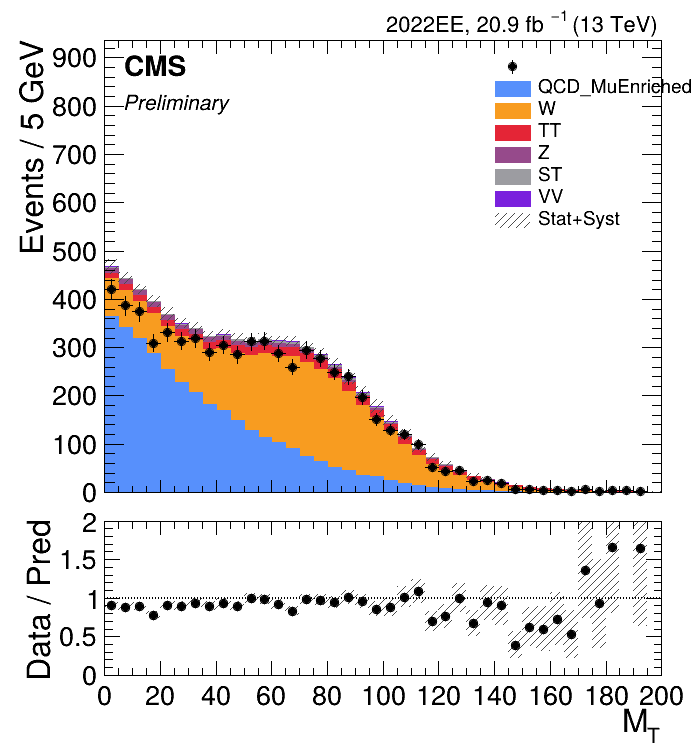 2022EE, 20.9 fb⁻¹ (13 TeV)
CMS
Preliminary
QCD_MuEnriched
W
TT
Z
ST
VV
Stat+Syst
Events / 5 GeV
900
800
700
600
500
400
300
200
100
0
Data / Pred
2
1.5
1
0.5
0
0 20 40 60 80 100 120 140 160 180 200
M_T